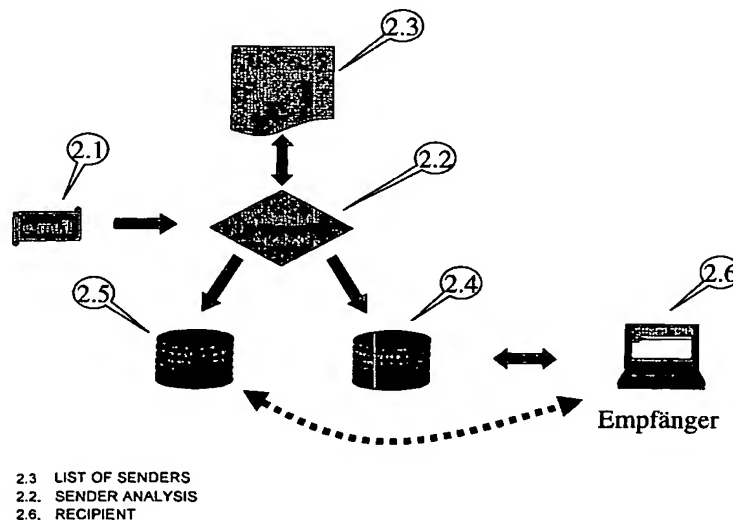 2.3
2.1
2.2
2.5
2.4
2.6
Empfänger
2.3 LIST OF SENDERS
2.2. SENDER ANALYSIS
2.6. RECIPIENT